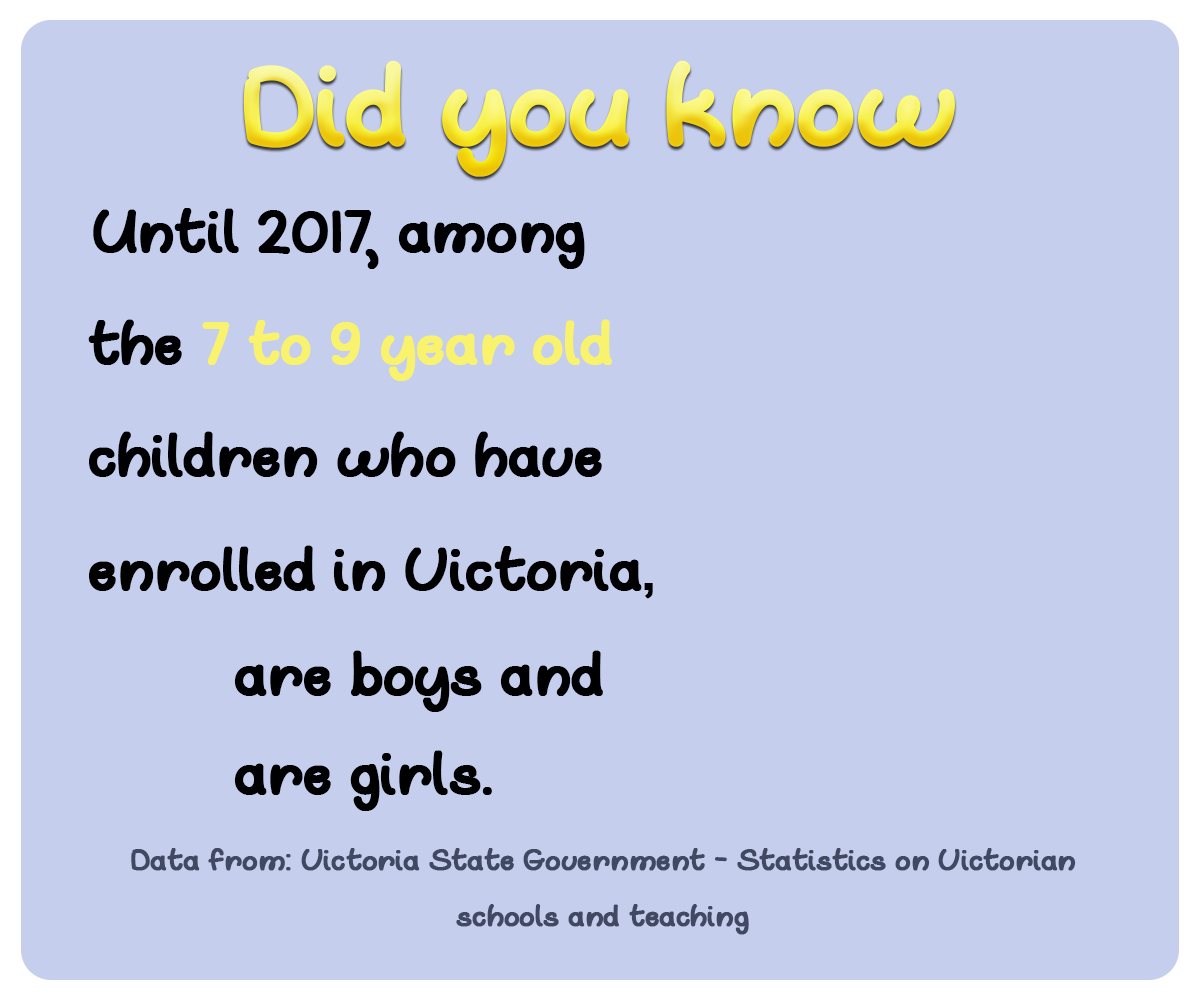 Did you know
Until 2017, among
the 7 to 9 year old
children who have
enrolled in Victoria,
are boys and
are girls.
Data from: Victoria State Government - Statistics on Victorian
schools and teaching